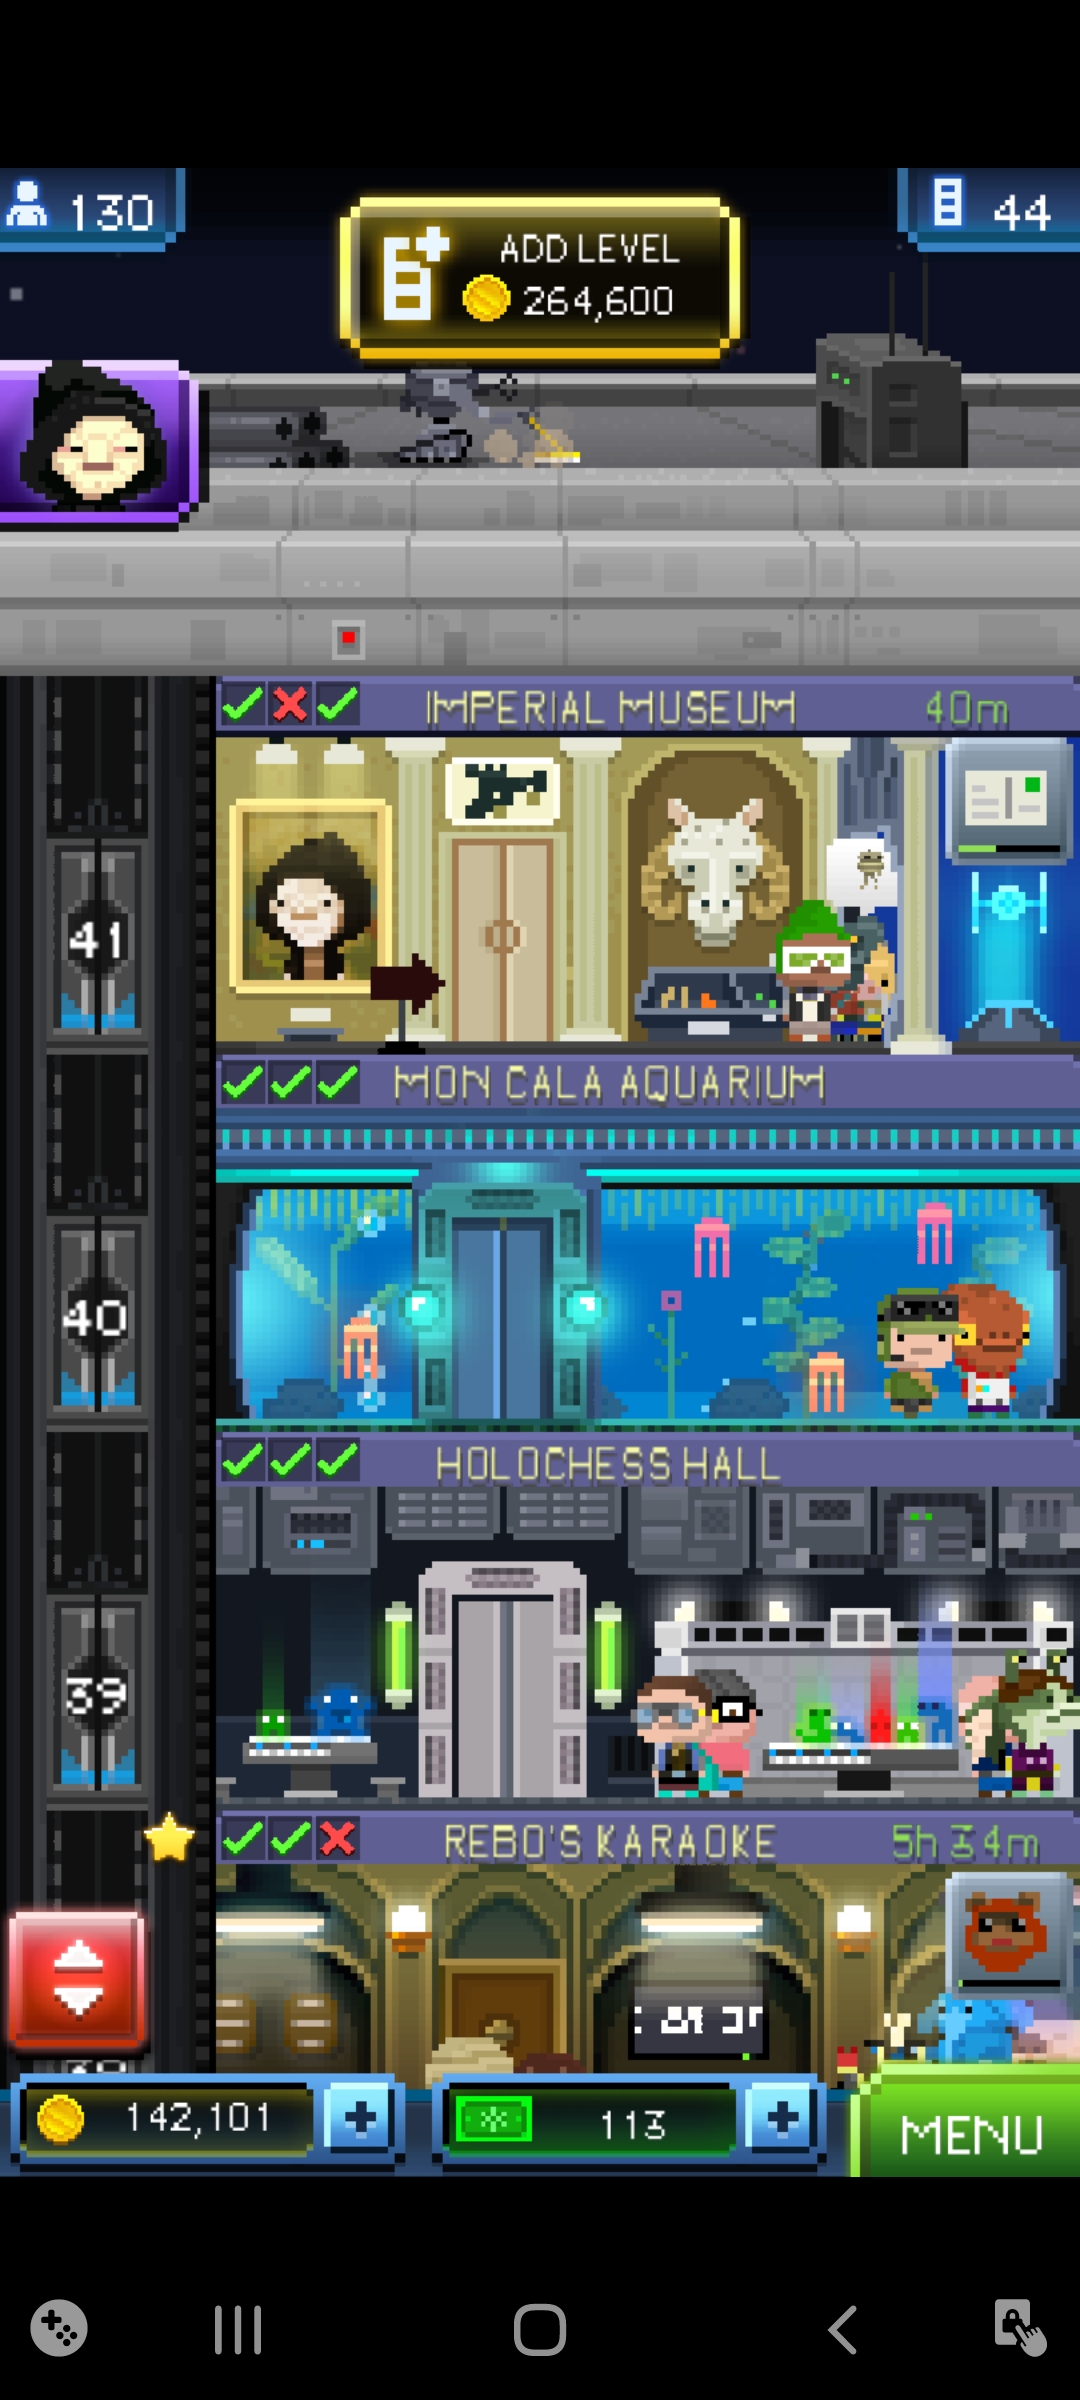 130
44
ADD LEVEL
264,600
IMPERIAL MUSEUM 40m
41
MON CALA AQUARIUM
40
HOLOCHESS HALL
39
REBO'S KARAOKE 5h 34m
142,101
113
MENU